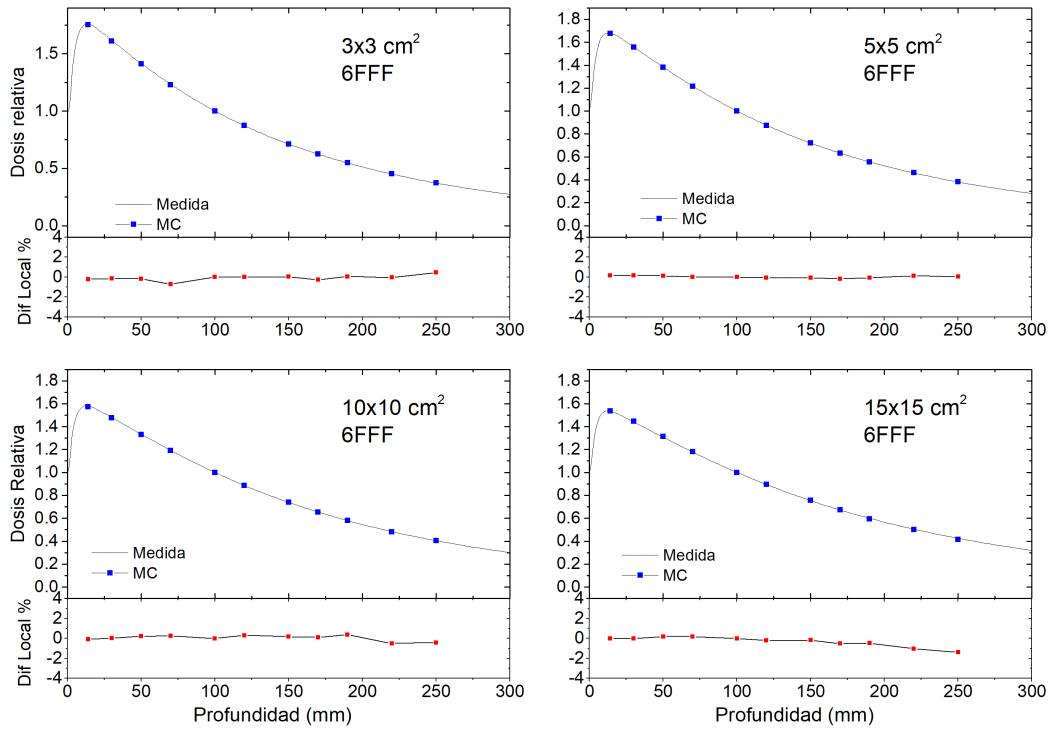 3x3 cm²
6FFF
Dosis relativa
1.5
1.0
0.5
0.0
Medida
MC
Dif Local %
4
2
0
-2
-4
0 50 100 150 200 250 300
5x5 cm²
6FFF
1.8
1.6
1.4
1.2
1.0
0.8
0.6
0.4
0.2
0.0
Medida
MC
4
2
0
-2
-4
0 50 100 150 200 250 300
10x10 cm²
6FFF
Dosis Relativa
1.8
1.6
1.4
1.2
1.0
0.8
0.6
0.4
0.2
0.0
Medida
MC
Dif Local %
4
2
0
-2
-4
0 50 100 150 200 250 300
Profundidad (mm)
15x15 cm²
6FFF
1.8
1.6
1.4
1.2
1.0
0.8
0.6
0.4
0.2
0.0
Medida
MC
4
2
0
-2
-4
0 50 100 150 200 250 300
Profundidad (mm)